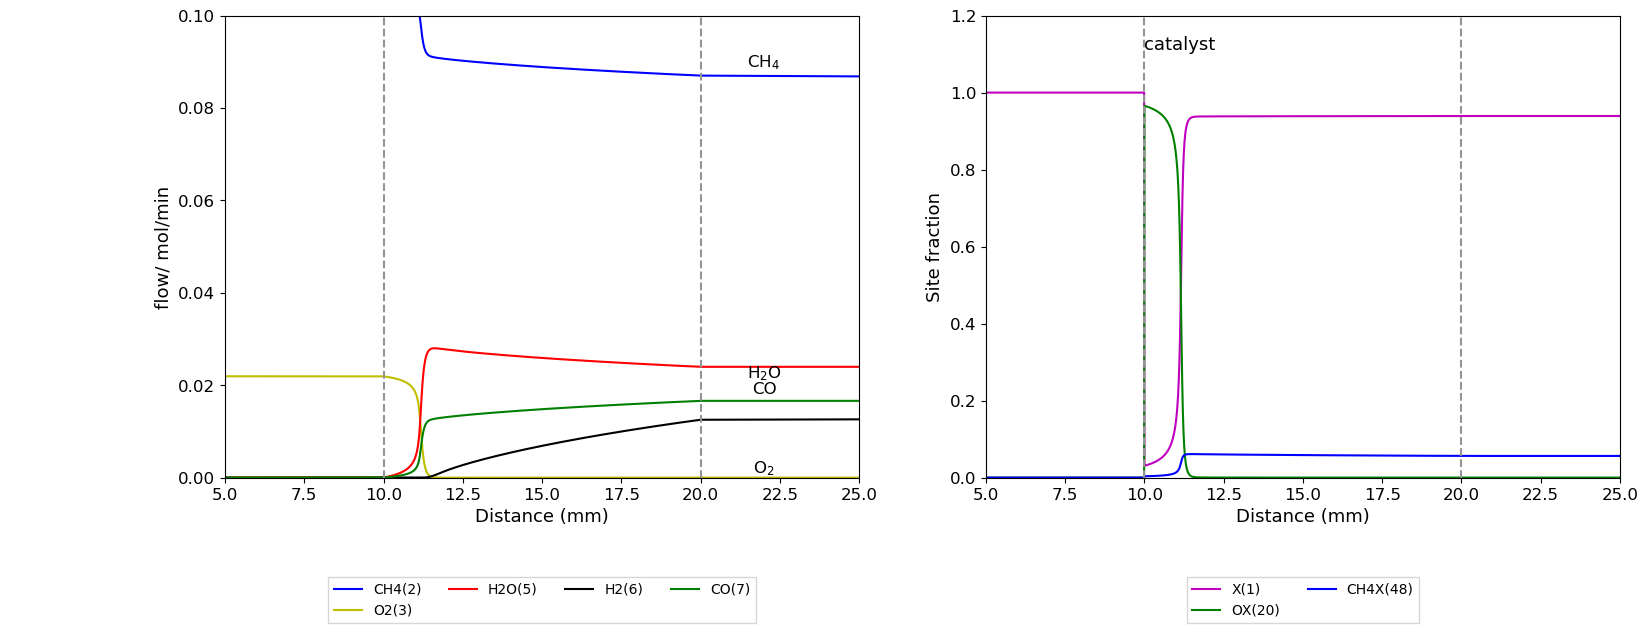 0.10
0.08
0.06
0.04
0.02
0.00
flow/ mol/min
CH4
H2O
CO
O2
5.0 7.5 10.0 12.5 15.0 17.5 20.0 22.5 25.0
Distance (mm)
CH4(2) H2O(5) H2(6) CO(7)
O2(3)
1.2
1.0
0.8
0.6
0.4
0.2
0.0
Site fraction
catalyst
5.0 7.5 10.0 12.5 15.0 17.5 20.0 22.5 25.0
Distance (mm)
X(1) CH4X(48)
OX(20)